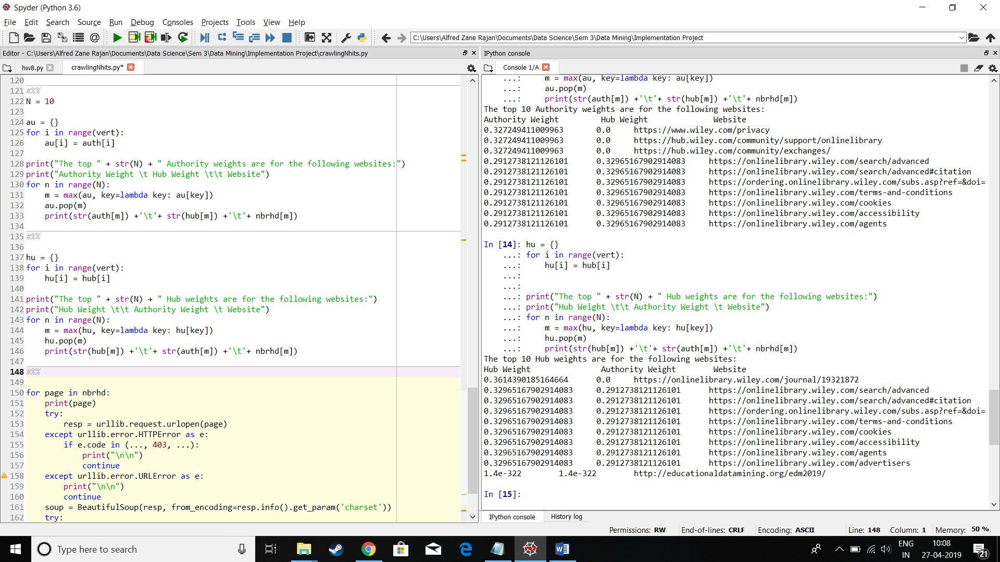 Spyder (Python 3.6)
File Edit Search Source Run Debug Consoles Projects Tools View Help
C:\Users\Alfred Zane Rajan\Documents\Data Science\Sem 3\Data Mining\Implementation Project
Editor - C:\Users\Alfred Zane Rajan\Documents\Data Science\Sem 3\Data Mining\Implementation Project\crawlingNhits.py
hw8.py crawlingNhits.py*
120
121 #%%
122 N = 10
123
124 au = {}
125 for i in range(vert):
126     au[i] = auth[i]
127
128 print("The top " + str(N) + " Authority weights are for the following websites:")
129 print("Authority Weight \t Hub Weight \t\t Website")
130 for n in range(N):
131     m = max(au, key=lambda key: au[key])
132     au.pop(m)
133     print(str(auth[m]) +'\t'+ str(hub[m]) +'\t'+ nbrhd[m])
134
135 #%%
136
137 hu = {}
138 for i in range(vert):
139     hu[i] = hub[i]
140
141 print("The top " + str(N) + " Hub weights are for the following websites:")
142 print("Hub Weight \t\t Authority Weight \t Website")
143 for n in range(N):
144     m = max(hu, key=lambda key: hu[key])
145     hu.pop(m)
146     print(str(hub[m]) +'\t'+ str(auth[m]) +'\t'+ nbrhd[m])
147
148 #%%
149
150 for page in nbrhd:
151     print(page)
152     try:
153         resp = urllib.request.urlopen(page)
154     except urllib.error.HTTPError as e:
155         if e.code in (..., 403, ...):
156             print("\n\n")
157             continue
158     except urllib.error.URLError as e:
159         print("\n\n")
160         continue
161     soup = BeautifulSoup(resp, from_encoding=resp.info().get_param('charset'))
162     try:
IPython console
Console 1/A
...:     m = max(au, key=lambda key: au[key])
...:     au.pop(m)
...:     print(str(auth[m]) +'\t'+ str(hub[m]) +'\t'+ nbrhd[m])
The top 10 Authority weights are for the following websites:
Authority Weight Hub Weight Website
0.327249411009963 0.0 https://www.wiley.com/privacy
0.327249411009963 0.0 https://hub.wiley.com/community/support/onlinelibrary
0.327249411009963 0.0 https://hub.wiley.com/community/exchanges/
0.2912738121126101 0.32965167902914083 https://onlinelibrary.wiley.com/search/advanced
0.2912738121126101 0.32965167902914083 https://onlinelibrary.wiley.com/search/advanced#citation
0.2912738121126101 0.32965167902914083 https://ordering.onlinelibrary.wiley.com/subs.asp?ref=&doi=
0.2912738121126101 0.32965167902914083 https://onlinelibrary.wiley.com/terms-and-conditions
0.2912738121126101 0.32965167902914083 https://onlinelibrary.wiley.com/cookies
0.2912738121126101 0.32965167902914083 https://onlinelibrary.wiley.com/accessibility
0.2912738121126101 0.32965167902914083 https://onlinelibrary.wiley.com/agents
In [14]: hu = {}
...: for i in range(vert):
...:     hu[i] = hub[i]
...:
...:
...: print("The top " + str(N) + " Hub weights are for the following websites:")
...: print("Hub Weight \t\t Authority Weight \t Website")
...: for n in range(N):
...:     m = max(hu, key=lambda key: hu[key])
...:     hu.pop(m)
...:     print(str(hub[m]) +'\t'+ str(auth[m]) +'\t'+ nbrhd[m])
The top 10 Hub weights are for the following websites:
Hub Weight Authority Weight Website
0.3614390185164664 0.0 https://onlinelibrary.wiley.com/journal/19321872
0.32965167902914083 0.2912738121126101 https://onlinelibrary.wiley.com/search/advanced
0.32965167902914083 0.2912738121126101 https://onlinelibrary.wiley.com/search/advanced#citation
0.32965167902914083 0.2912738121126101 https://ordering.onlinelibrary.wiley.com/subs.asp?ref=&doi=
0.32965167902914083 0.2912738121126101 https://onlinelibrary.wiley.com/terms-and-conditions
0.32965167902914083 0.2912738121126101 https://onlinelibrary.wiley.com/cookies
0.32965167902914083 0.2912738121126101 https://onlinelibrary.wiley.com/accessibility
0.32965167902914083 0.2912738121126101 https://onlinelibrary.wiley.com/agents
0.32965167902914083 0.2912738121126101 https://onlinelibrary.wiley.com/advertisers
1.4e-322 1.4e-322 http://educationaldatamining.org/edm2019/
In [15]:
IPython console History log
Permissions: RW End-of-lines: CRLF Encoding: ASCII Line: 148 Column: 1 Memory: 50 %
Type here to search
ENG 10:08
IN 27-04-2019 21